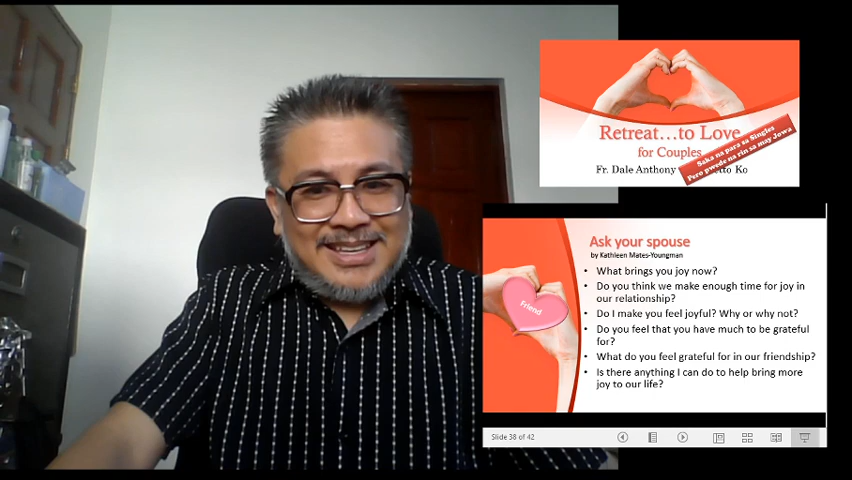 Retreat...to Love
for Couples
Saka na para sa Singles
Pero pwede na rin sa may Jowa
Fr. Dale Anthony
Ko
Ask your spouse
by Kathleen Mates-Youngman
• What brings you joy now?
• Do you think we make enough time for joy in
our relationship?
• Do I make you feel joyful? Why or why not?
• Do you feel that you have much to be grateful
for?
• What do you feel grateful for in our friendship?
• Is there anything I can do to help bring more
joy to our life?
Friend
Slide 38 of 42